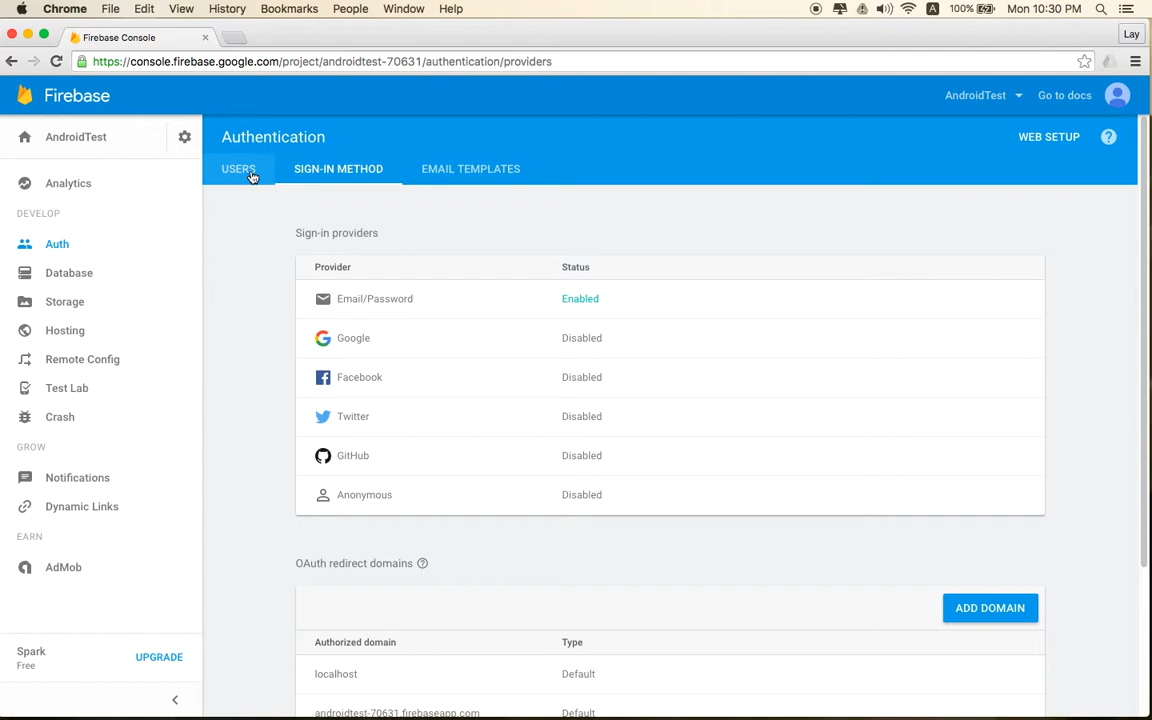 Chrome File Edit View History Bookmarks People Window Help A 100% Mon 10:30 PM
Firebase Console Lay
https://console.firebase.google.com/project/androidtest-70631/authentication/providers
Firebase AndroidTest Go to docs
AndroidTest
Authentication WEB SETUP ?
USERS SIGN-IN METHOD EMAIL TEMPLATES
Analytics
DEVELOP
Auth
Database
Storage
Hosting
Remote Config
Test Lab
Crash
GROW
Notifications
Dynamic Links
EARN
AdMob
Spark
Free
UPGRADE
Sign-in providers
Provider Status
Email/Password Enabled
Google Disabled
Facebook Disabled
Twitter Disabled
GitHub Disabled
Anonymous Disabled
OAuth redirect domains ?
ADD DOMAIN
Authorized domain Type
localhost Default
androidtest-70631.firebaseapp.com Default